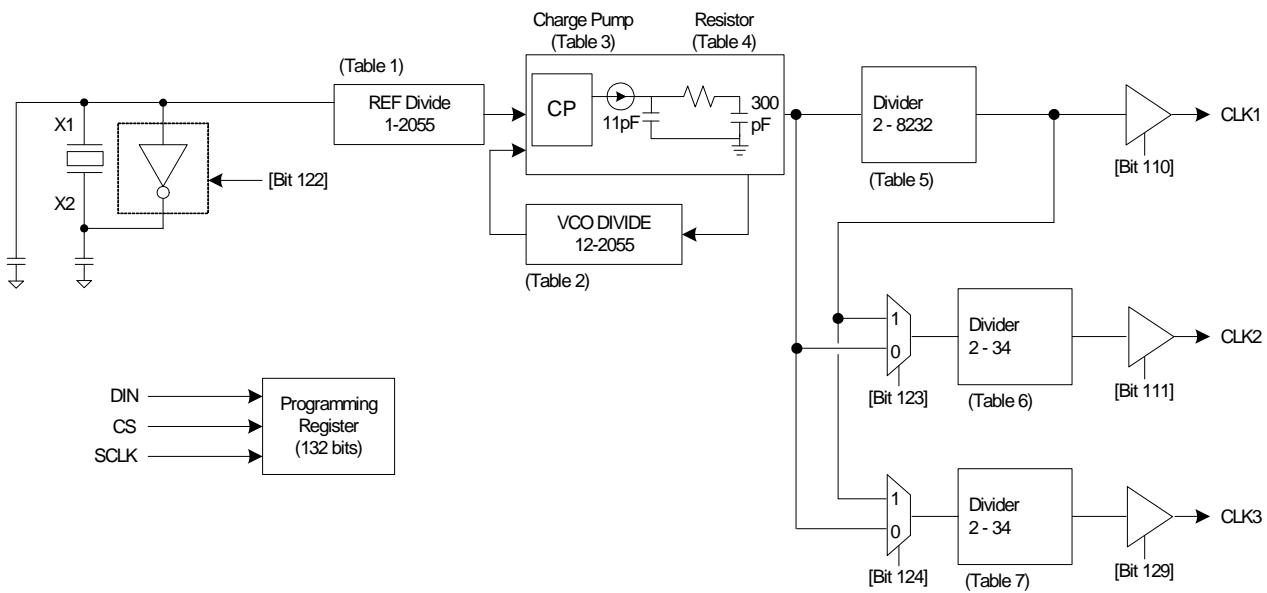 Charge Pump
(Table 3)
Resistor
(Table 4)
(Table 1)
REF Divide
1-2055
CP
11pF
300
pF
Divider
2 - 8232
(Table 5)
CLK1
[Bit 110]
X1
X2
[Bit 122]
VCO DIVIDE
12-2055
(Table 2)
1
0
[Bit 123]
Divider
2 - 34
(Table 6)
[Bit 111]
CLK2
DIN
CS
SCLK
Programming
Register
(132 bits)
1
0
[Bit 124]
Divider
2 - 34
(Table 7)
[Bit 129]
CLK3